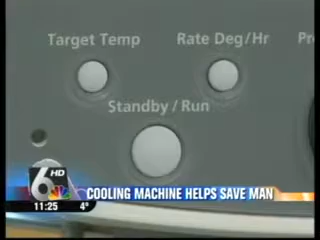 Target Temp
Rate Deg/Hr
Pr
Standby / Run
6 HD
COOLING MACHINE HELPS SAVE MAN
11:25 4°